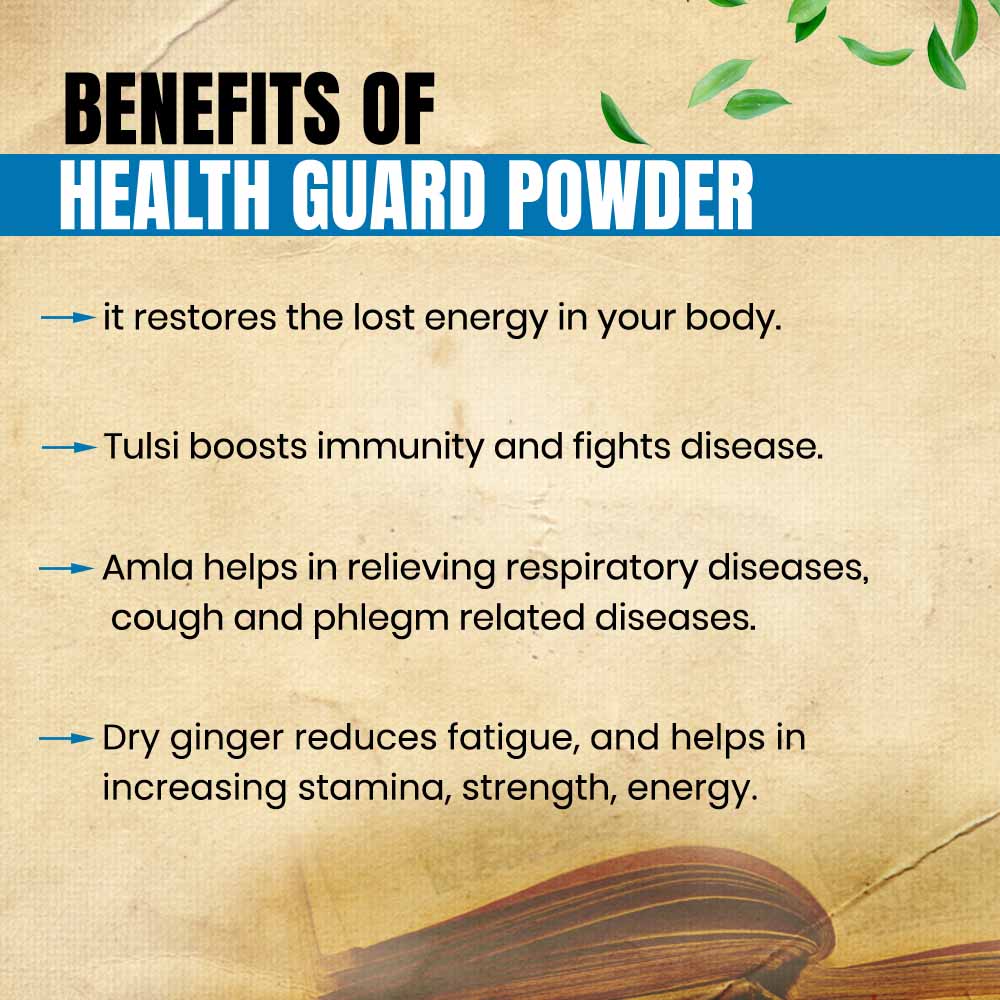 BENEFITS OF
HEALTH GUARD POWDER
it restores the lost energy in your body.
Tulsi boosts immunity and fights disease.
Amla helps in relieving respiratory diseases,
cough and phlegm related diseases.
Dry ginger reduces fatigue, and helps in
increasing stamina, strength, energy.